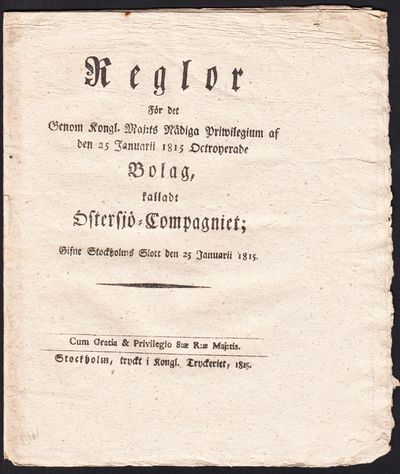 Reglor
För det
Genom Kongl. Maj:ts Nådiga Priwilegium af
den 25 Januarii 1815 Octroyerade
Bolag,
kalladt
Östersjö-Compagniet;
Gifne Stockholms Slott den 25 Januarii 1815.
Cum Gratia & Privilegio S:æ R:æ Maj:tis.
Stockholm, tryckt i Kongl. Tryckeriet, 1815.